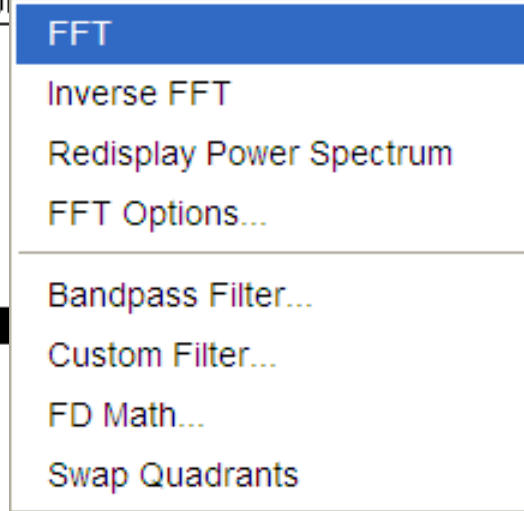 FFT
Inverse FFT
Redisplay Power Spectrum
FFT Options...
Bandpass Filter...
Custom Filter...
FD Math...
Swap Quadrants